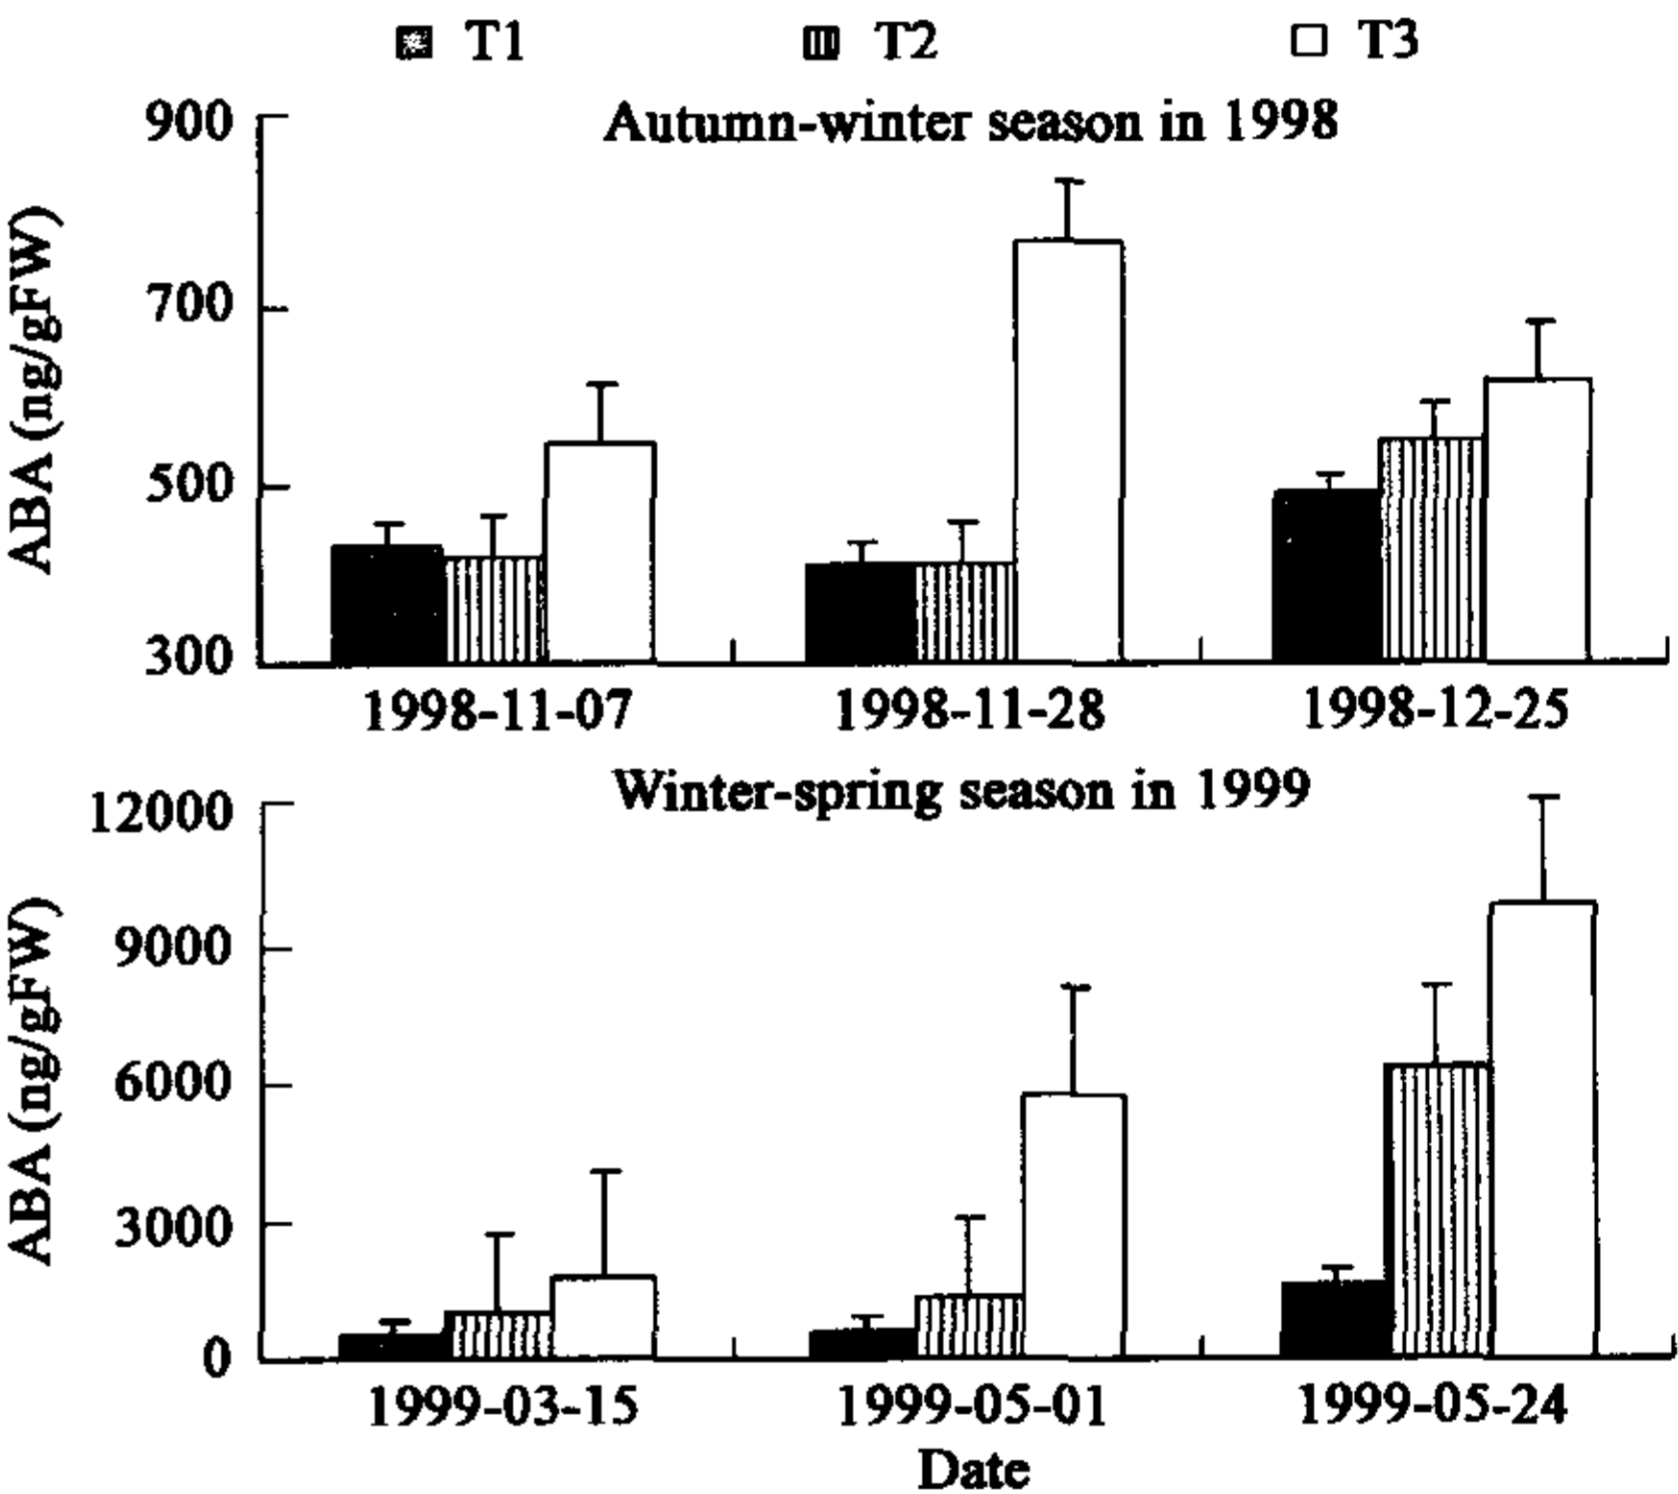 T1 T2 T3
Autumn-winter season in 1998
900
700
500
300
ABA (ng/gFW)
1998-11-07 1998-11-28 1998-12-25
Winter-spring season in 1999
12000
9000
6000
3000
0
ABA (ng/gFW)
1999-03-15 1999-05-01 1999-05-24
Date